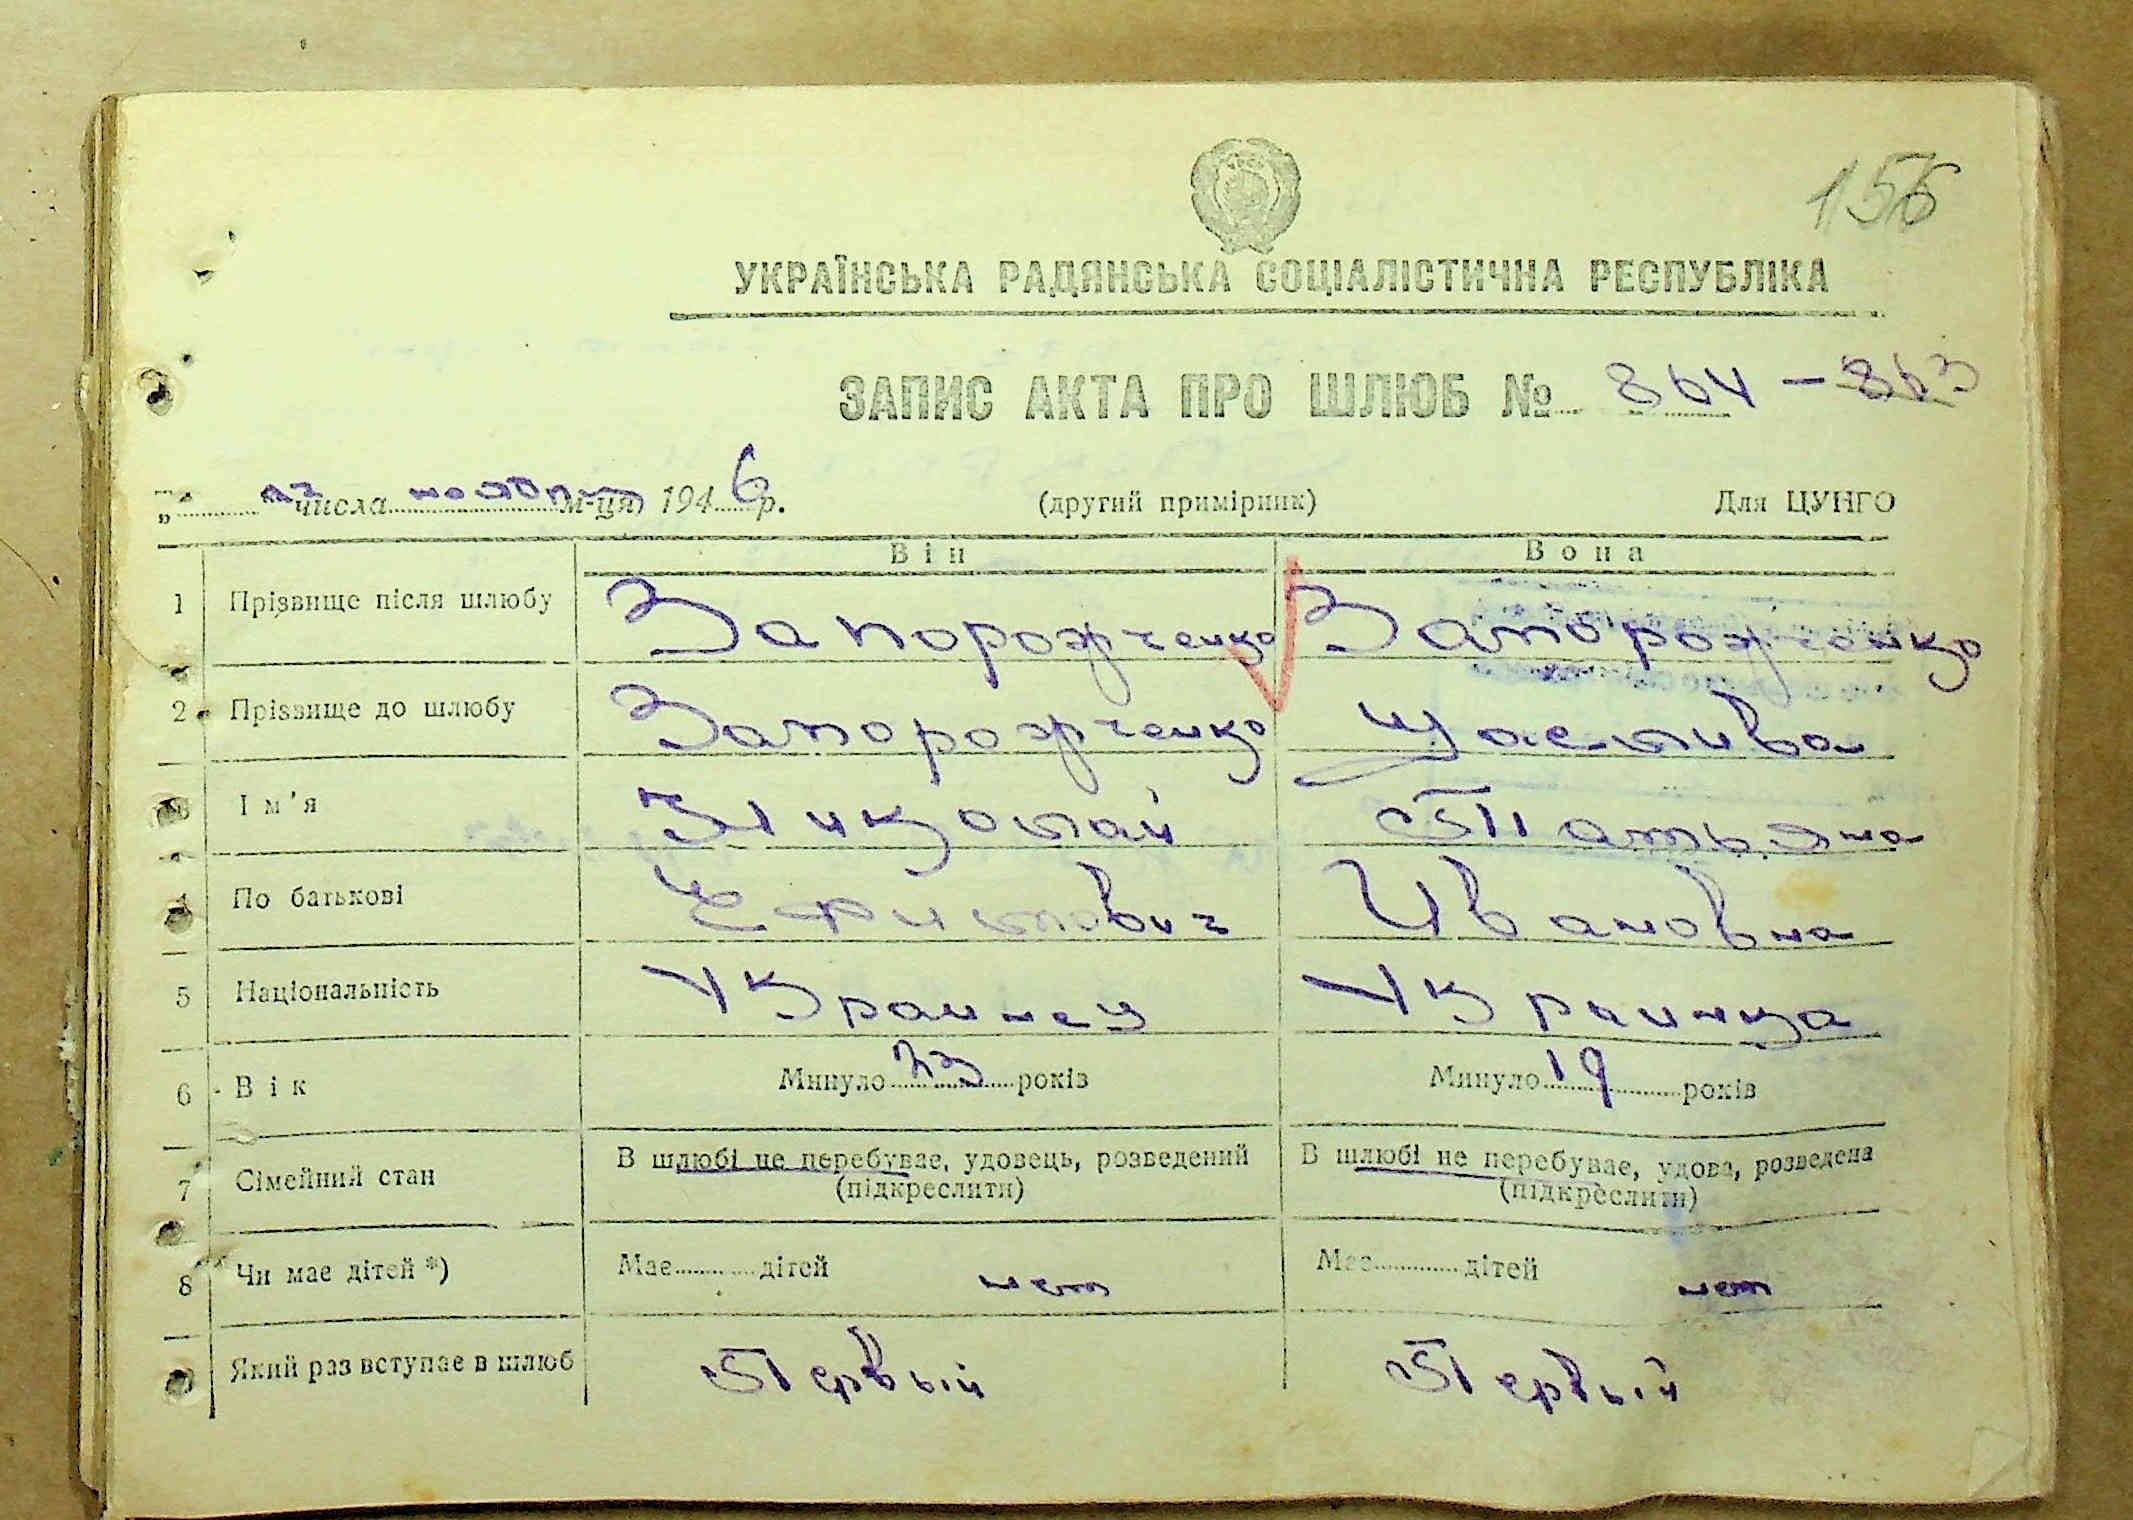 156
УКРАЇНСЬКА РАДЯНСЬКА СОЦІАЛІСТИЧНА РЕСПУБЛІКА
ЗАПИС АКТА ПРО ШЛЮБ № 864 - 863
числа ноября м-ця 1946 р. (другий примірник) Для ЦУНГО
Він Вона
1 Прізвище після шлюбу Запорожченко Запорожченко
2 Прізвище до шлюбу Запорожченко Щаслива
3 Ім'я Николай Татьяна
4 По батькові Ефимович Ивановна
5 Національність Украинец Украинка
6 Вік Минуло 23 років Минуло 19 років
7 Сімейний стан В шлюбі не перебуває, удовець, розведений (підкреслити) В шлюбі не перебуває, удова, розведена (підкреслити)
8 Чи має дітей *) Має дітей нет Має дітей нет
9 Який раз вступає в шлюб Первый Первый